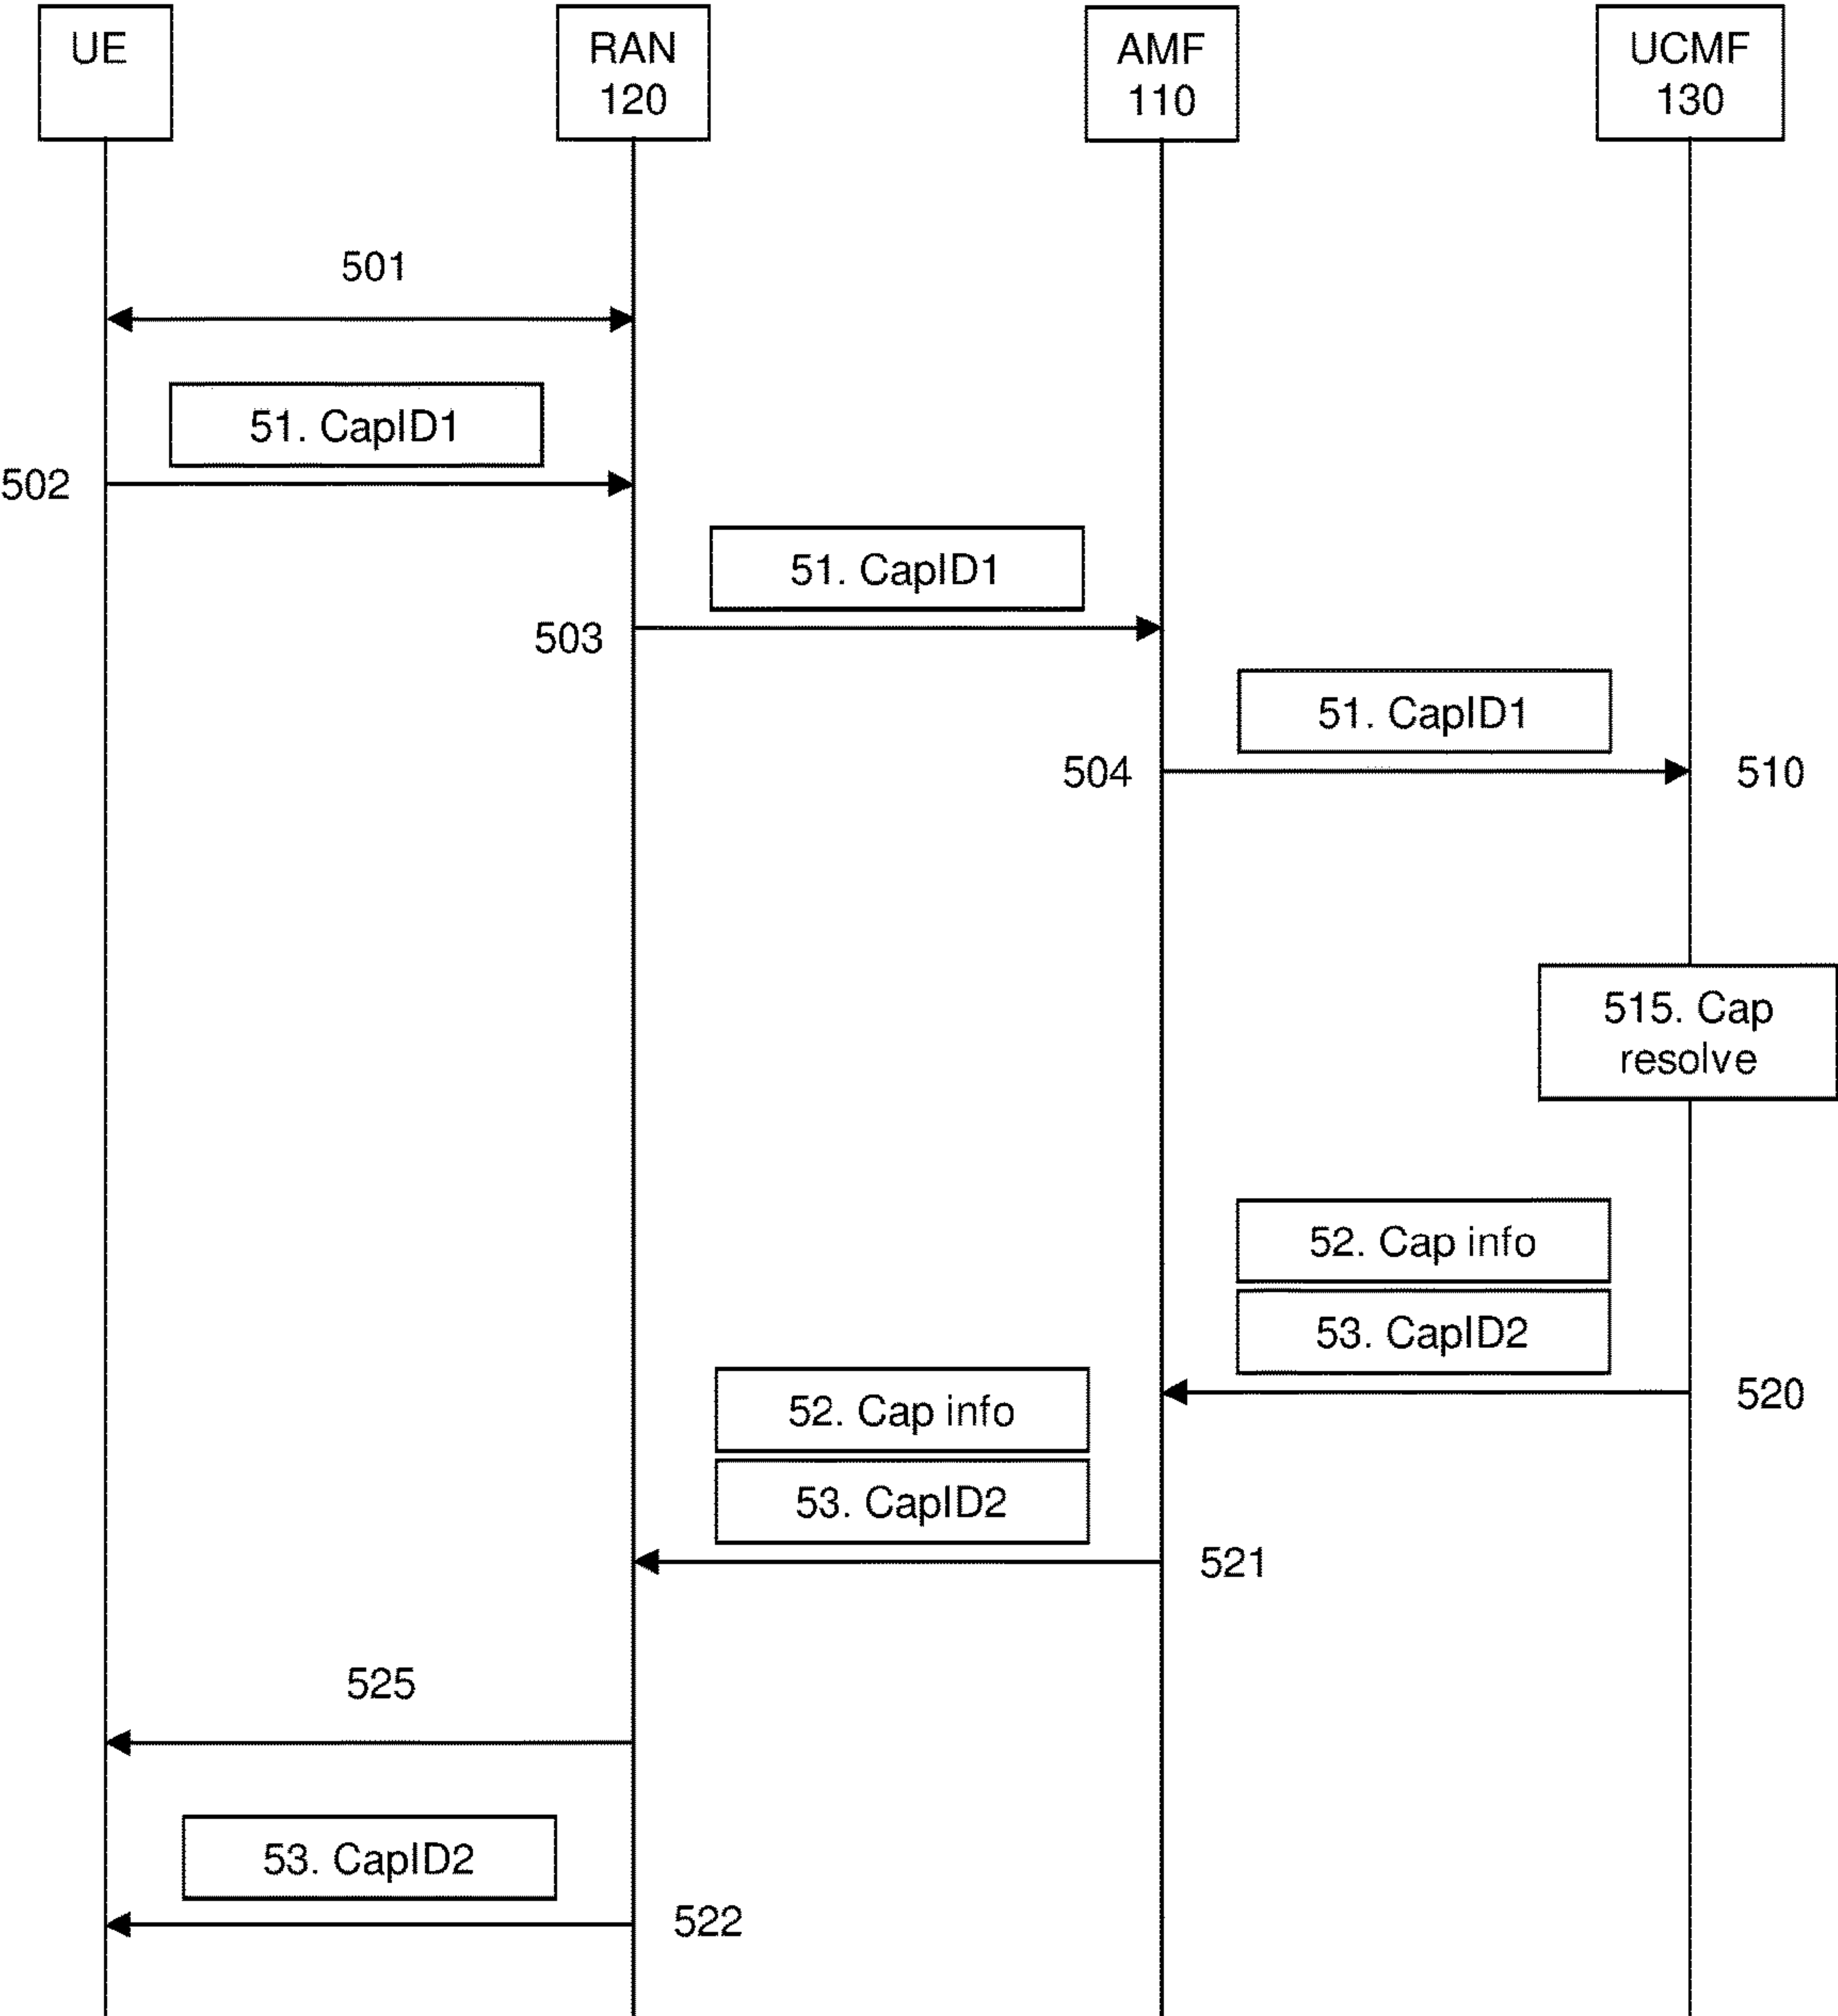 UE
RAN
120
AMF
110
UCMF
130
501
51. CapID1
502
51. CapID1
503
51. CapID1
504
510
515. Cap
resolve
52. Cap info
53. CapID2
520
52. Cap info
53. CapID2
521
525
53. CapID2
522